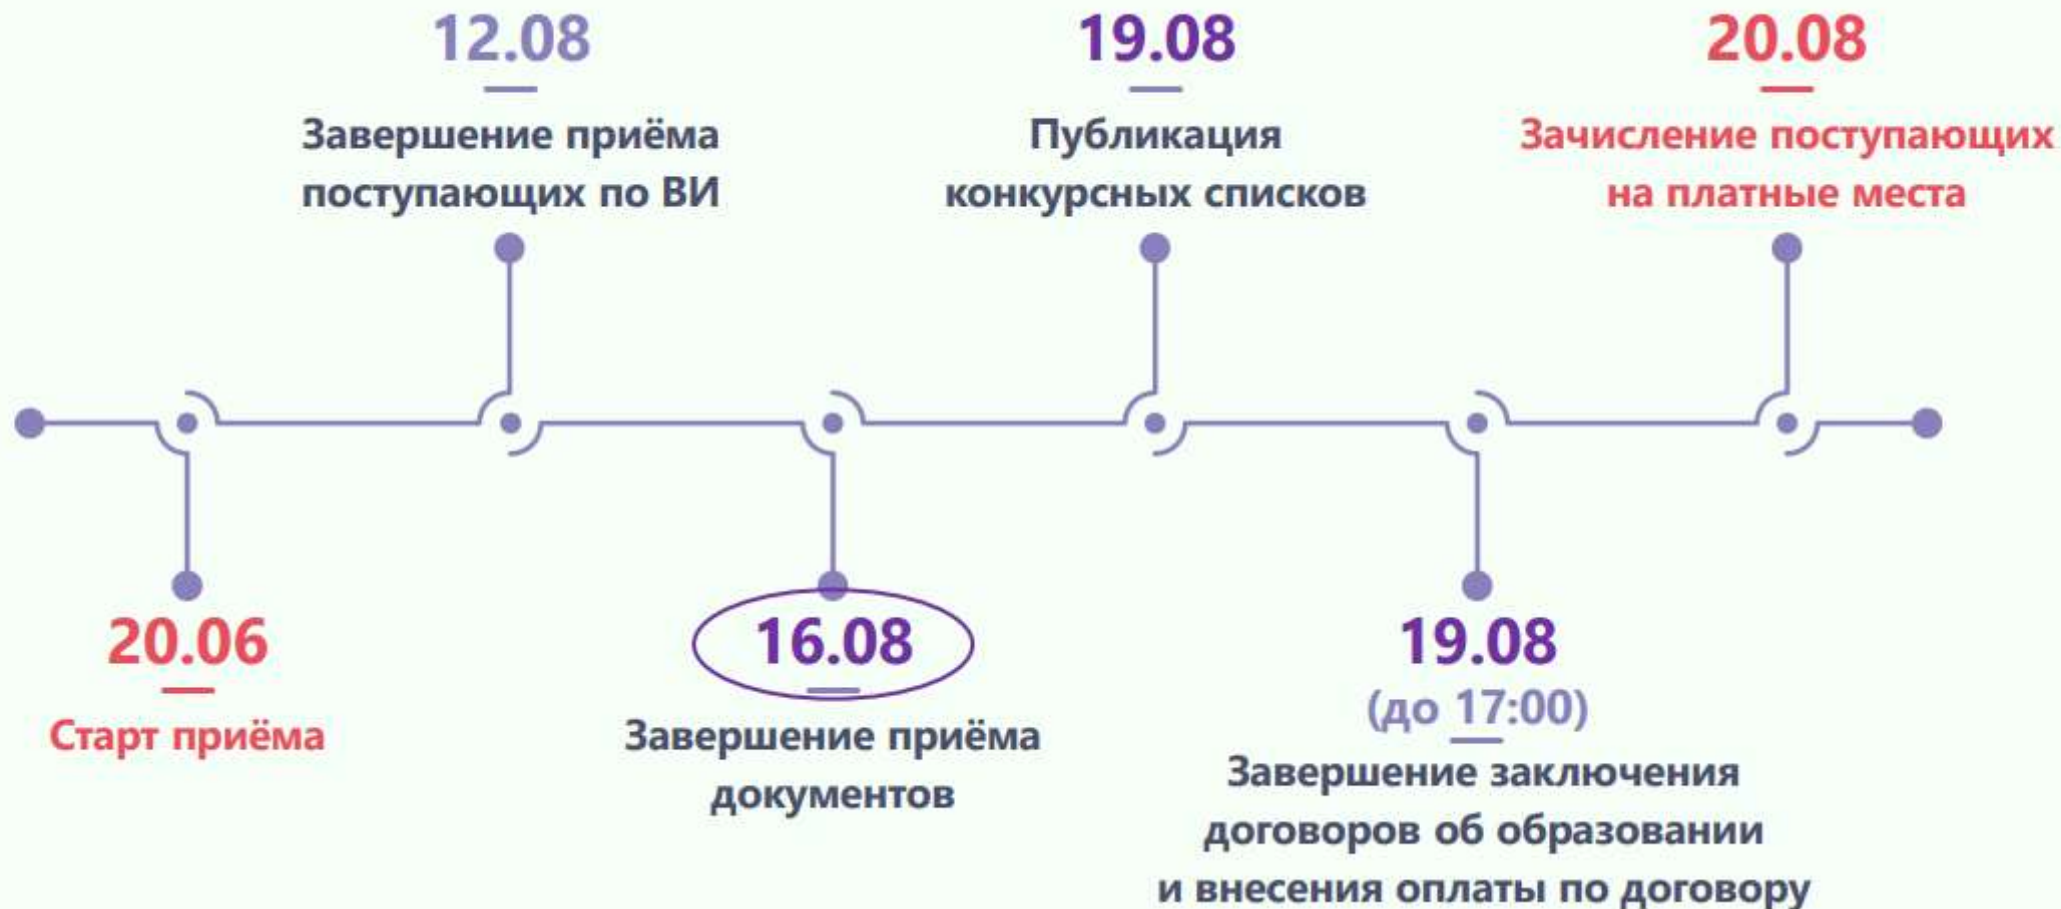 12.08
Завершение приёма
поступающих по ВИ
19.08
Публикация
конкурсных списков
20.08
Зачисление поступающих
на платные места
20.06
Старт приёма
16.08
Завершение приёма
документов
19.08
(до 17:00)
Завершение заключения
договоров об образовании
и внесения оплаты по договору